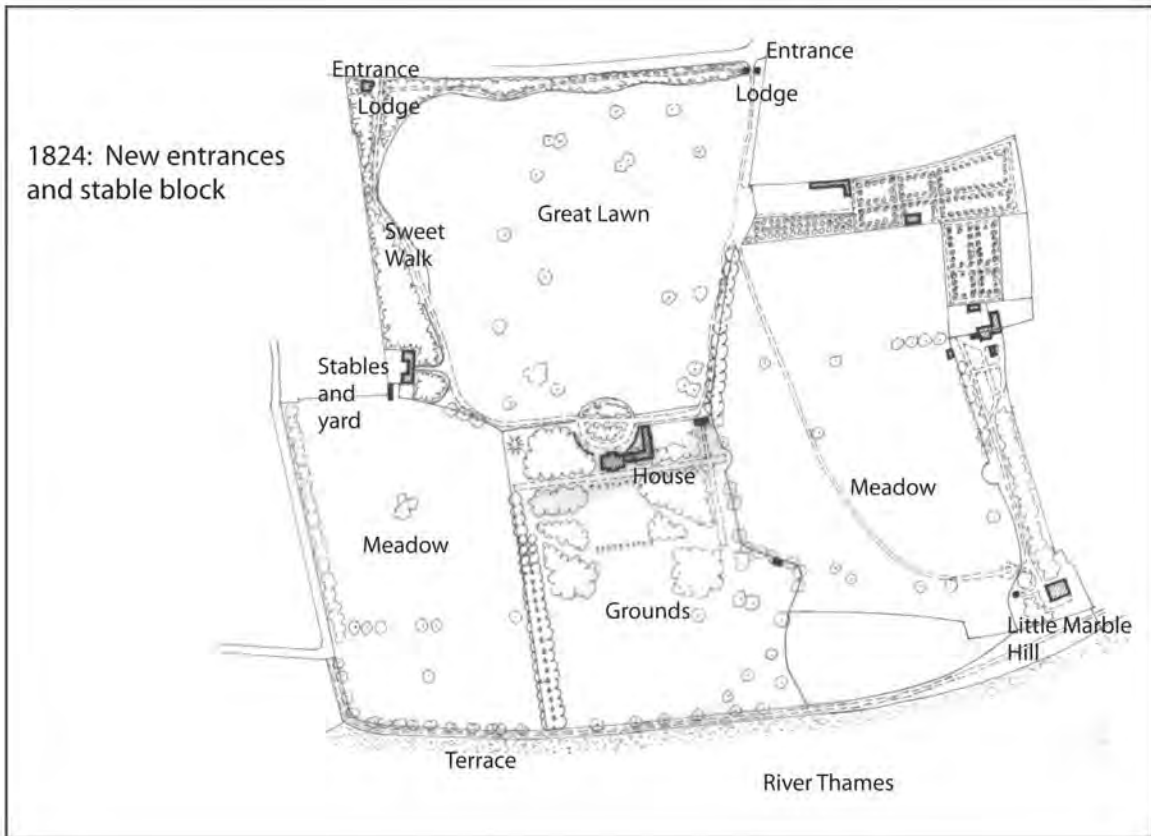 Entrance
Entrance
Lodge
Lodge
1824: New entrances
and stable block
Great Lawn
Sweet
Walk
Stables
and
yard
House
Meadow
Meadow
Grounds
Little Marble
Hill
Terrace
River Thames